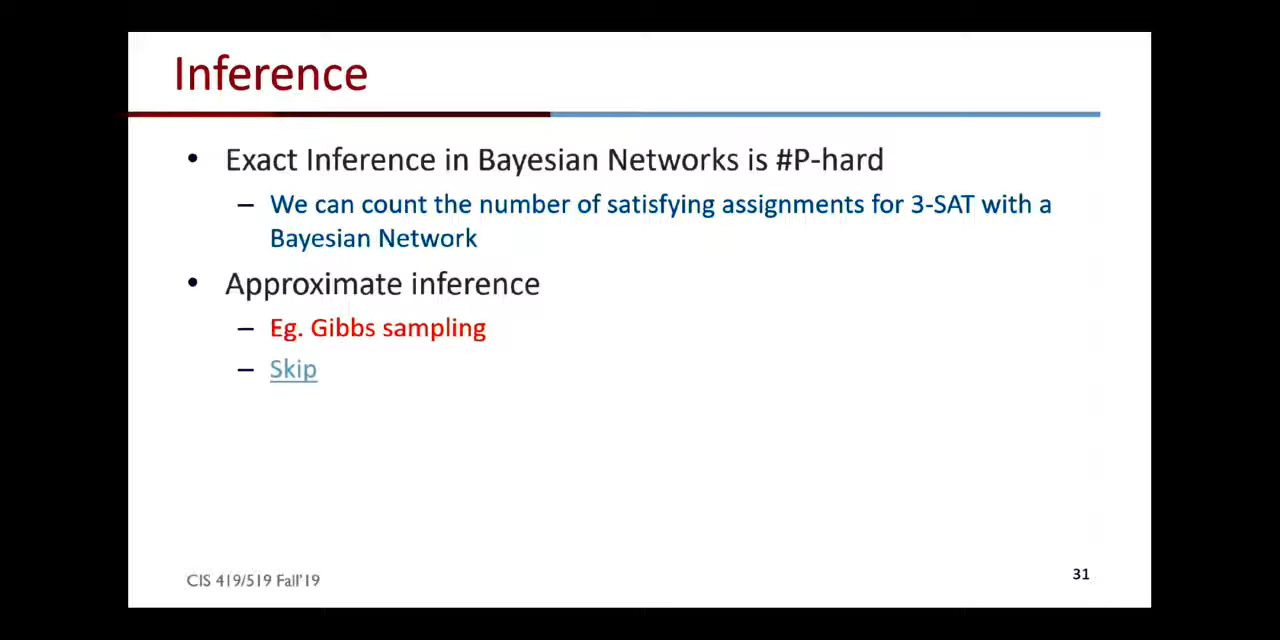 Inference
• Exact Inference in Bayesian Networks is #P-hard
– We can count the number of satisfying assignments for 3-SAT with a
Bayesian Network
• Approximate inference
– Eg. Gibbs sampling
– Skip
CIS 419/519 Fall'19
31